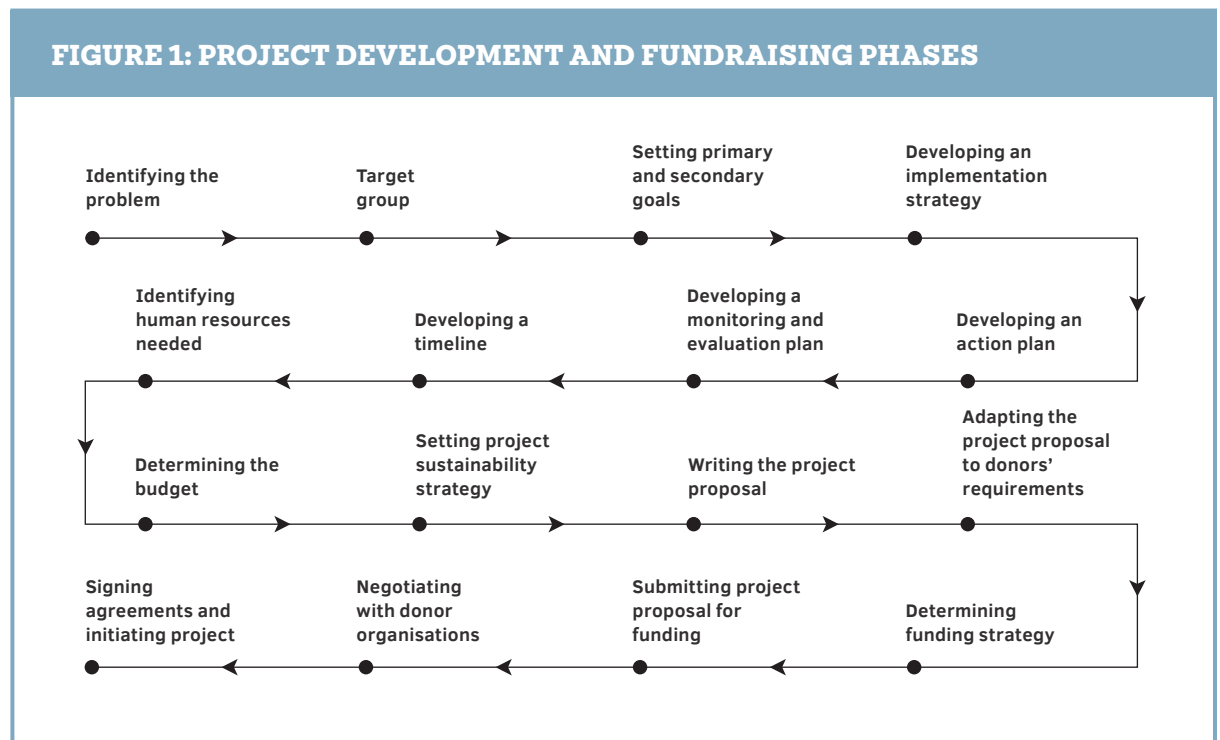 FIGURE 1: PROJECT DEVELOPMENT AND FUNDRAISING PHASES
Identifying the
problem
Target
group
Setting primary
and secondary
goals
Developing an
implementation
strategy
Developing an
action plan
Developing a
monitoring and
evaluation plan
Developing a
timeline
Identifying
human resources
needed
Determining the
budget
Setting project
sustainability
strategy
Writing the project
proposal
Adapting the
project proposal
to donors’
requirements
Determining
funding strategy
Submitting project
proposal for
funding
Negotiating
with donor
organisations
Signing
agreements and
initiating project